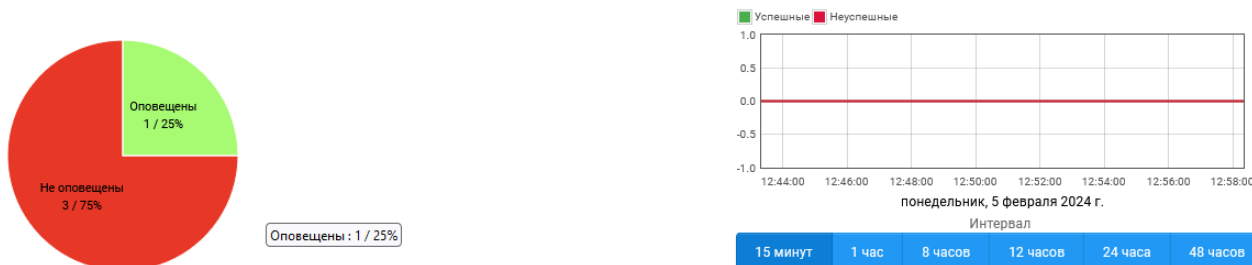 Оповещены
1 / 25%
Не оповещены
3 / 75%
Оповещены : 1 / 25%
Успешные Неуспешные
1.0
0.5
0.0
-0.5
-1.0
12:44:00 12:46:00 12:48:00 12:50:00 12:52:00 12:54:00 12:56:00 12:58:00
понедельник, 5 февраля 2024 г.
Интервал
15 минут 1 час 8 часов 12 часов 24 часа 48 часов